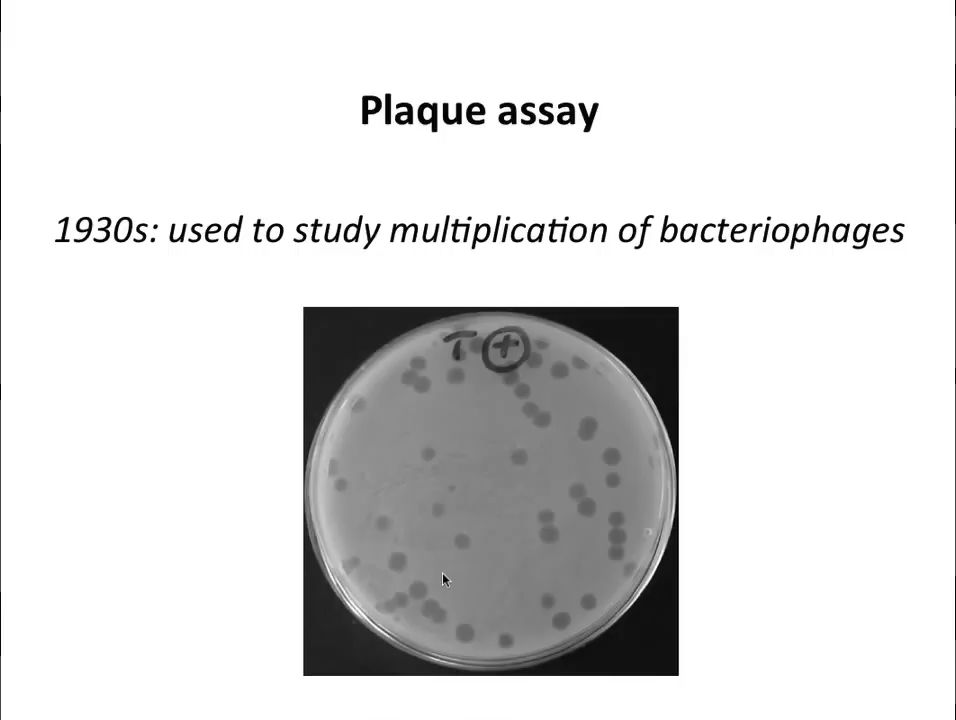 Plaque assay
1930s: used to study multiplication of bacteriophages
T +